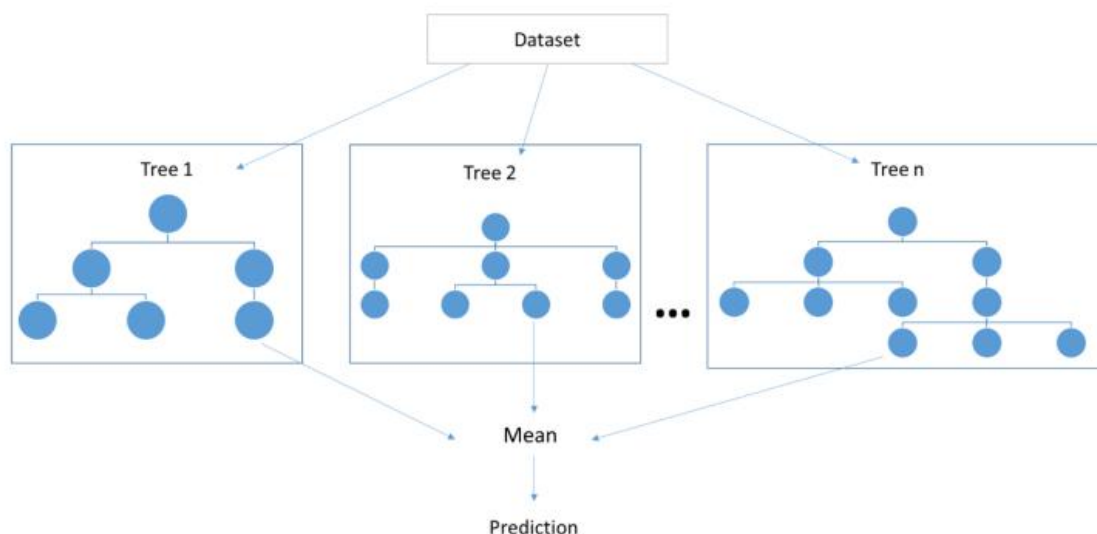 Dataset
Tree 1
Tree 2
Tree n
Mean
Prediction